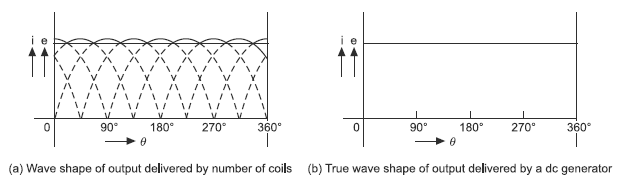 i e
0 90° 180° 270° 360°
θ
(a) Wave shape of output delivered by number of coils
i e
0 90° 180° 270° 360°
θ
(b) True wave shape of output delivered by a dc generator